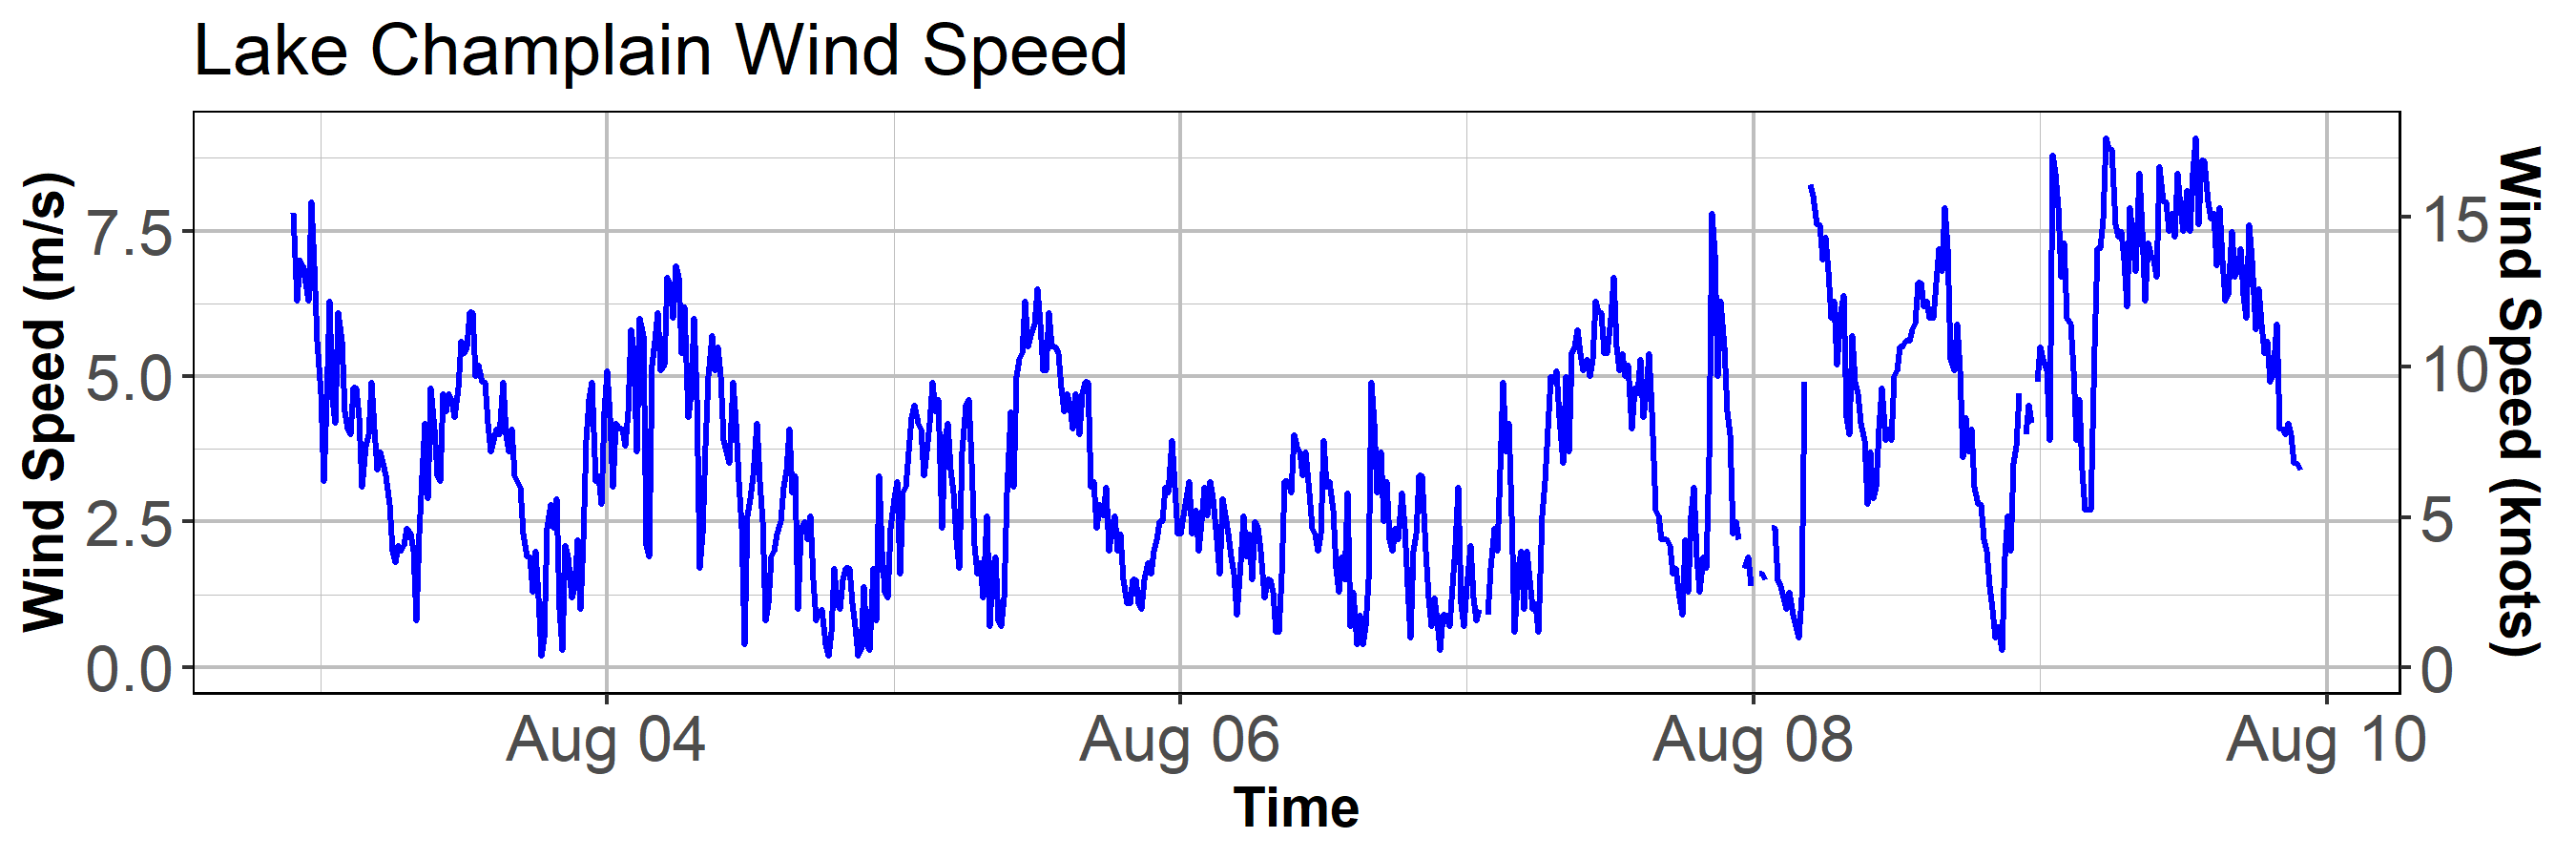 Lake Champlain Wind Speed
Wind Speed (m/s)
7.5
5.0
2.5
0.0
15
10
5
0
Wind Speed (knots)
Aug 04
Aug 06
Aug 08
Aug 10
Time